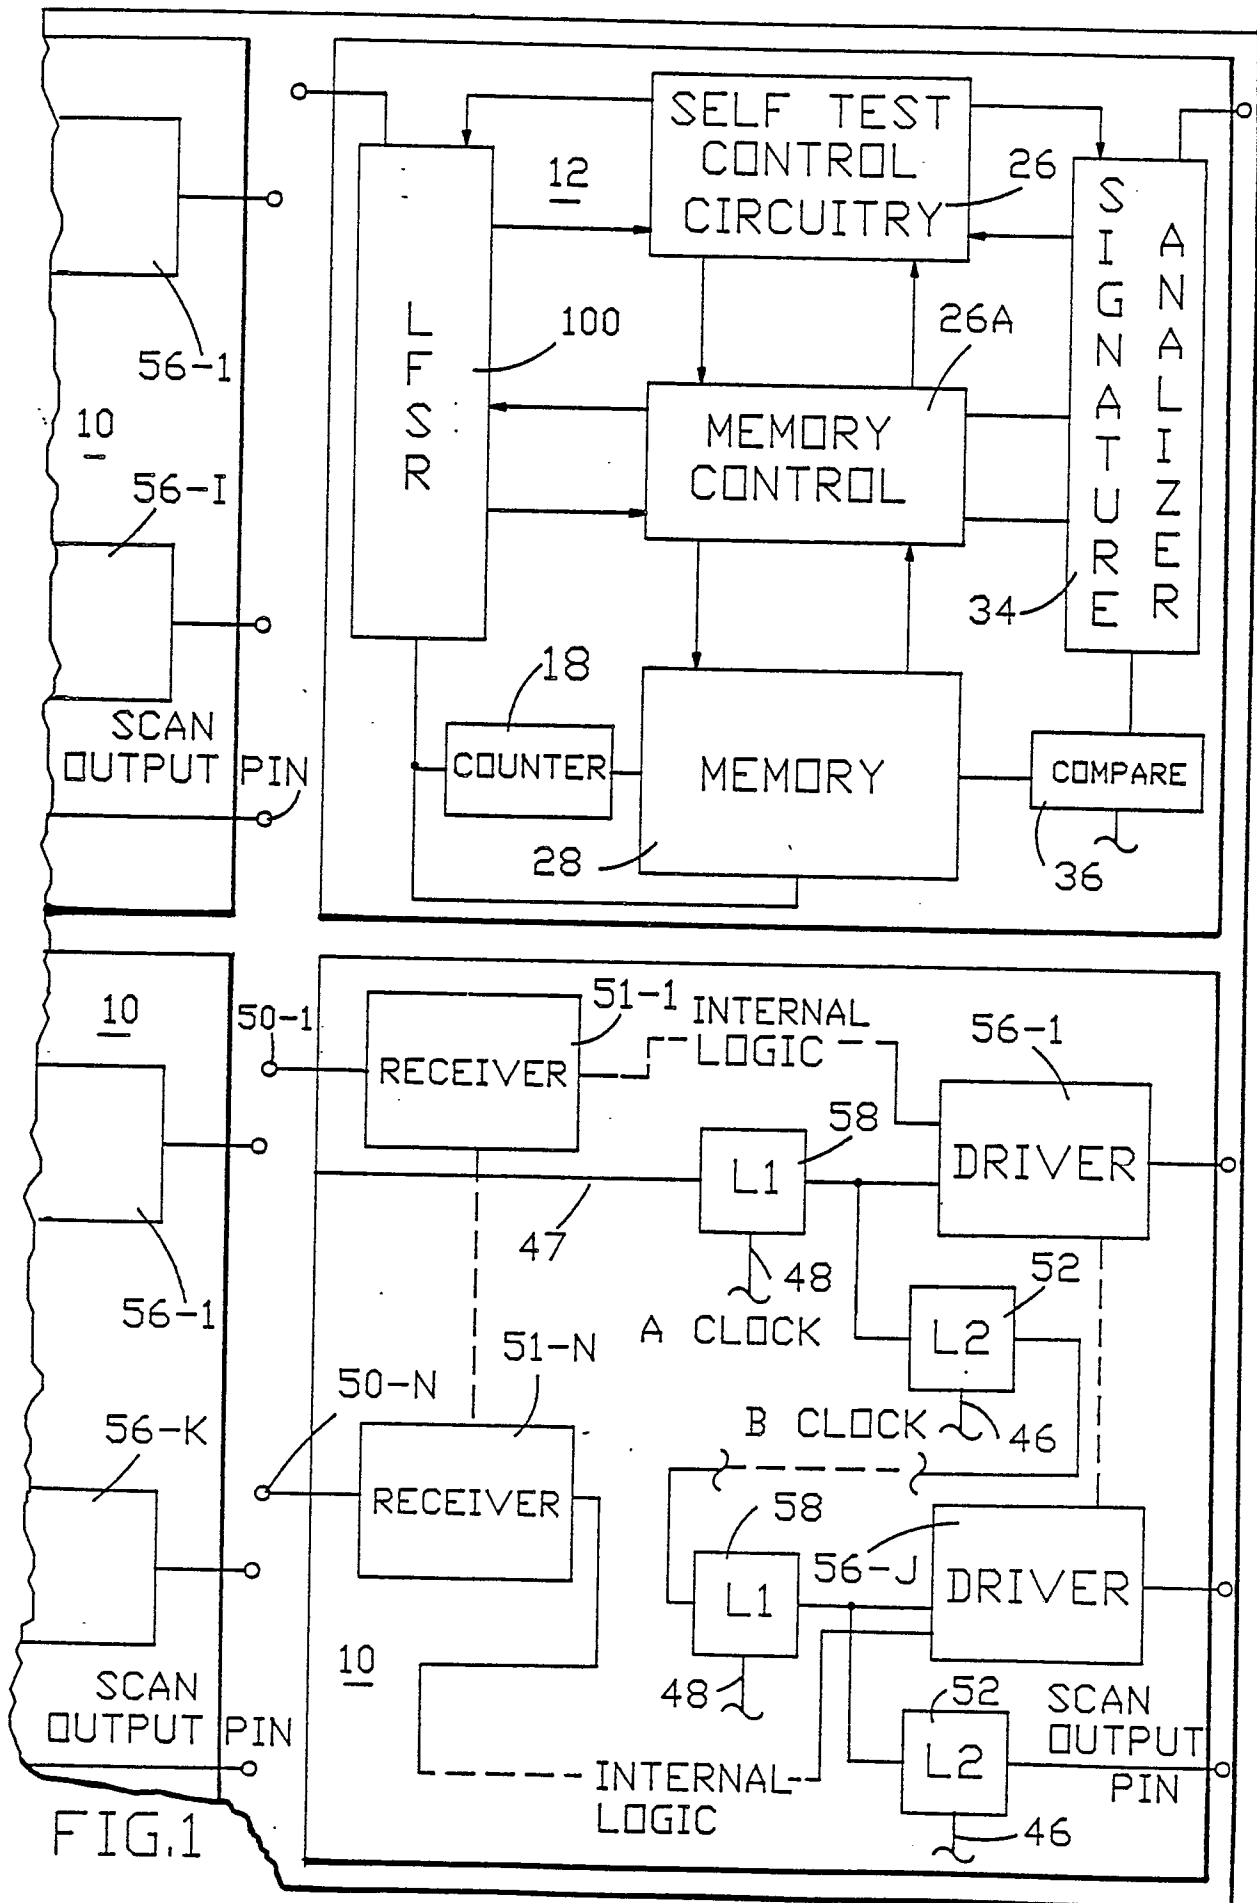 SELF TEST
CONTROL
CIRCUITRY
26
12
SIGNATURE
ANALIZER
LFSR
100
26A
56-1
10
MEMORY
CONTROL
56-I
34
18
SCAN
OUTPUT PIN
COUNTER
MEMORY
COMPARE
28
36
10
50-1
51-1
INTERNAL
LOGIC
56-1
RECEIVER
58
DRIVER
L1
47
48
52
56-1
A CLOCK
L2
51-N
50-N
B CLOCK
46
56-K
RECEIVER
58
56-J
L1
DRIVER
10
48
SCAN
OUTPUT PIN
52
SCAN
OUTPUT
PIN
L2
INTERNAL
LOGIC
46
FIG.1